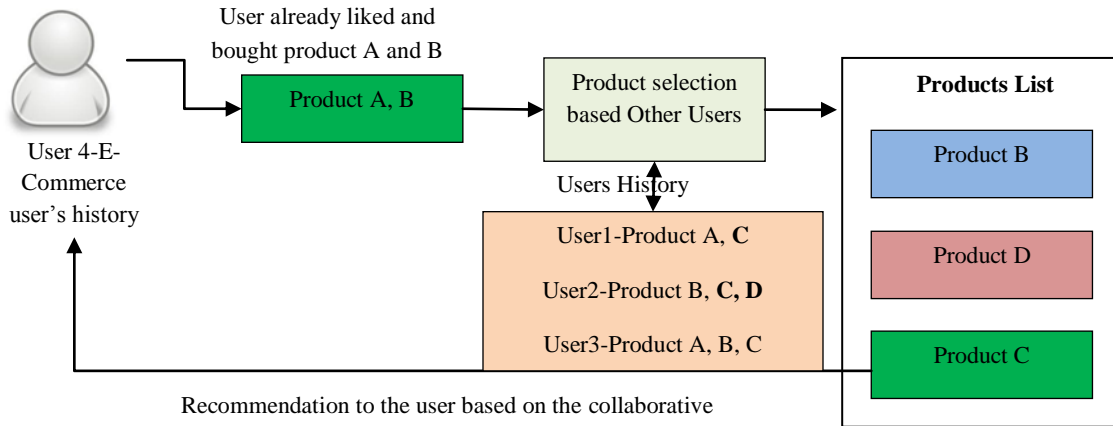 User already liked and
bought product A and B
Product A, B
User 4-E-
Commerce
user's history
Product selection
based Other Users
Users History
User1-Product A, C
User2-Product B, C, D
User3-Product A, B, C
Products List
Product B
Product D
Product C
Recommendation to the user based on the collaborative